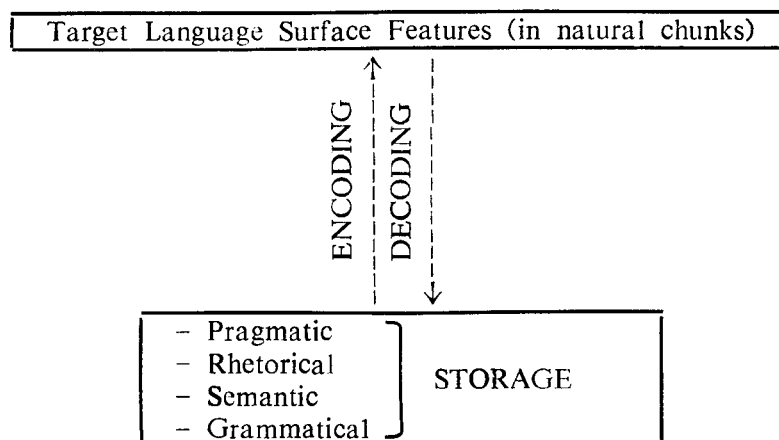 Target Language Surface Features (in natural chunks)
ENCODING
DECODING
– Pragmatic
– Rhetorical
– Semantic
– Grammatical
STORAGE